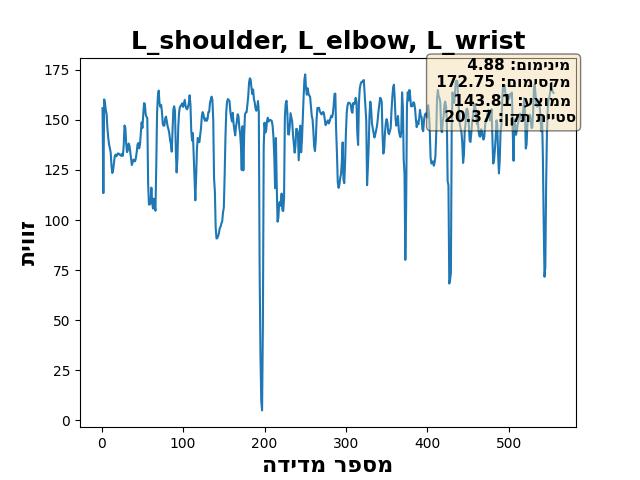 L_shoulder, L_elbow, L_wrist
מינימום: 4.88
מקסימום: 172.75
ממוצע: 143.81
סטיית תקן: 20.37
175
150
125
100
75
50
25
0
זווית
0 100 200 300 400 500
מספר מדידה